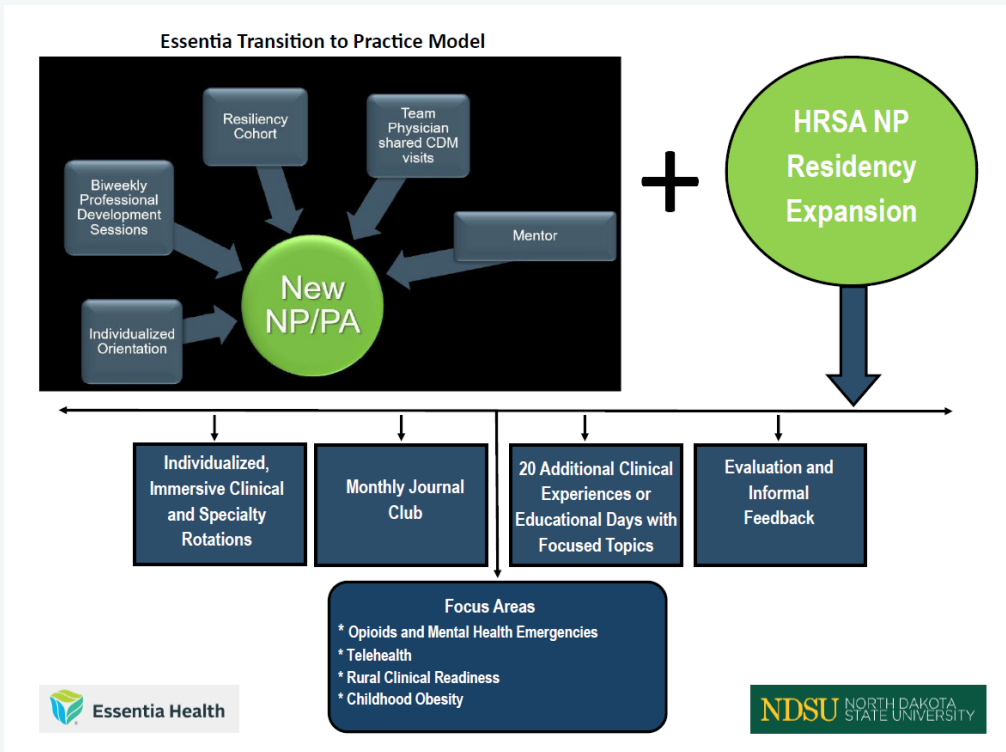 Essentia Transition to Practice Model
Resiliency
Cohort
Team
Physician
shared CDM
visits
Biweekly
Professional
Development
Sessions
Mentor
Individualized
Orientation
New
NP/PA
+
HRSA NP
Residency
Expansion
Individualized,
Immersive Clinical
and Specialty
Rotations
Monthly Journal
Club
20 Additional Clinical
Experiences or
Educational Days with
Focused Topics
Evaluation and
Informal
Feedback
Focus Areas
* Opioids and Mental Health Emergencies
* Telehealth
* Rural Clinical Readiness
* Childhood Obesity
Essentia Health
NDSU NORTH DAKOTA
STATE UNIVERSITY